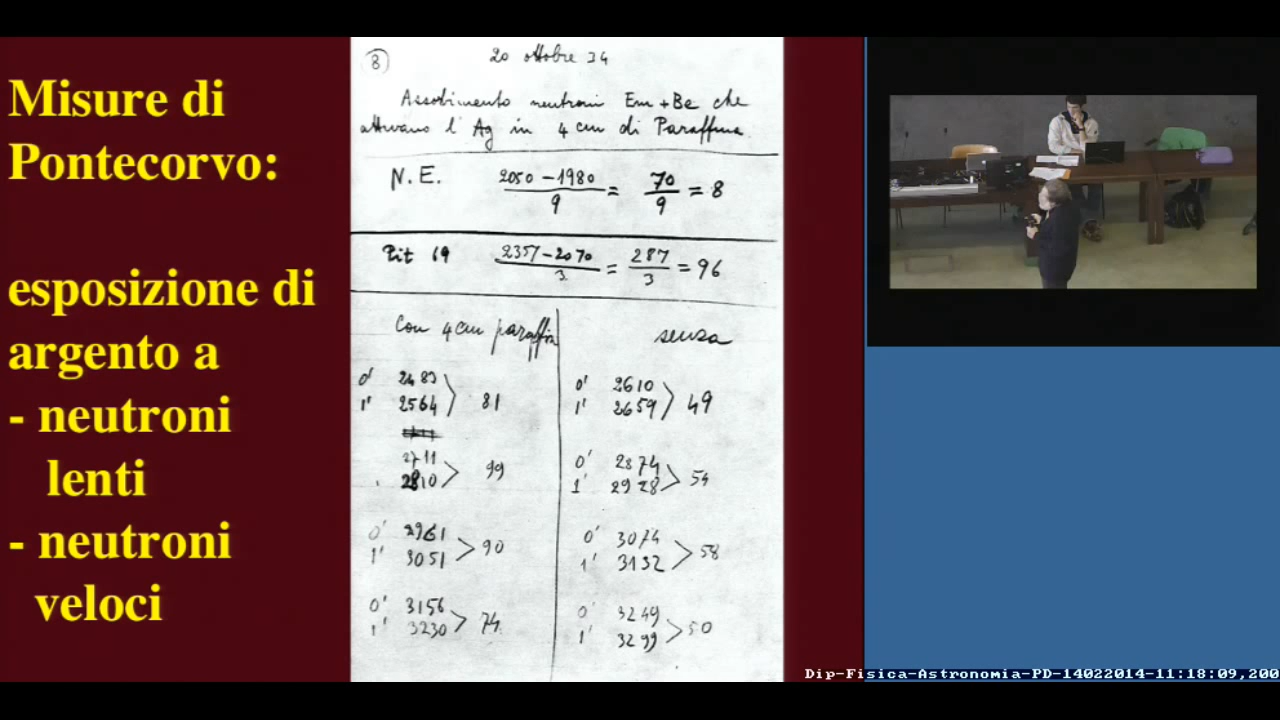 Misure di
Pontecorvo:
esposizione di
argento a
- neutroni
lenti
- neutroni
veloci
8 20 ottobre 34
Assorbimento neutroni Em + Be che
attivano l'Ag in 4 cm di Paraffina
N.E. 2050 - 1980 / 9 = 70 / 9 = 8
Pit 19 2357 - 2070 / 3 = 287 / 3 = 96
Con 4 cm paraffin senza
0' 2483 0' 2610
1' 2564 > 81 1' 2659 > 49
2711 0' 2874
2810 > 99 1' 2928 > 54
0' 2961 0' 3074
1' 3051 > 90 1' 3132 > 58
0' 3156 0' 3249
1' 3230 > 74 1' 3299 > 50
Dip-Fisica-Astronomia-PD-14022014-11:18:09,200